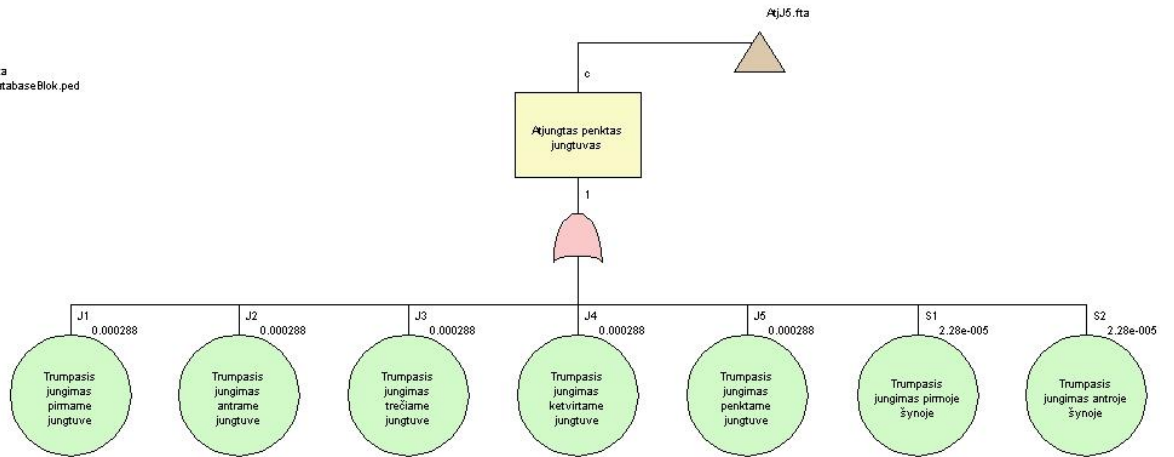 AtjJ5.fta
ta
atabaseBlok.ped
c
Atjungtas penktas
jungtuvas
1
J1
0.000288
J2
0.000288
J3
0.000288
J4
0.000288
J5
0.000288
S1
2.28e-005
S2
2.28e-005
Trumpasis
jungimas
pirmame
jungtuve
Trumpasis
jungimas
antrame
jungtuve
Trumpasis
jungimas
trečiame
jungtuve
Trumpasis
jungimas
ketvirtame
jungtuve
Trumpasis
jungimas
penktame
jungtuve
Trumpasis
jungimas pirmoje
šynoje
Trumpasis
jungimas antroje
šynoje